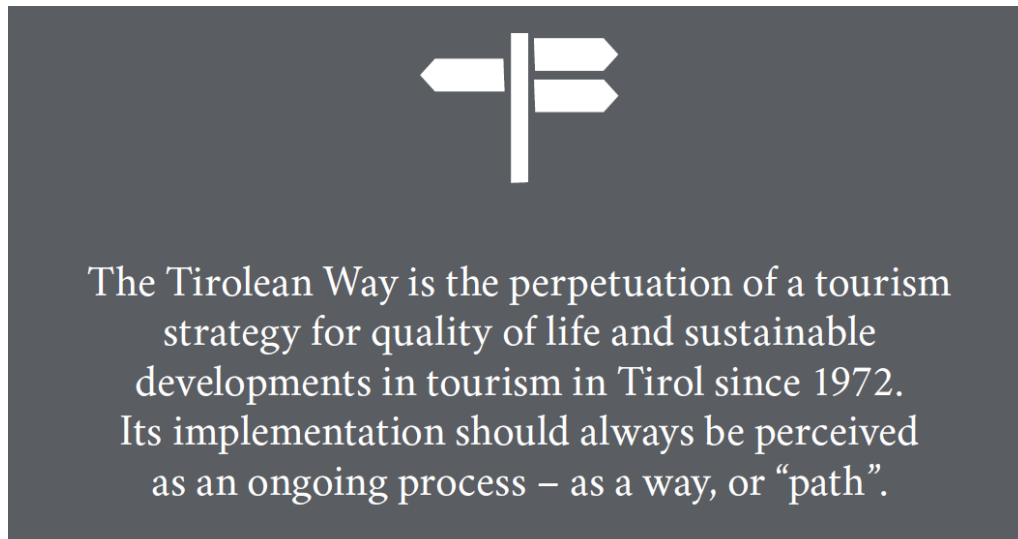 The Tirolean Way is the perpetuation of a tourism
strategy for quality of life and sustainable
developments in tourism in Tirol since 1972.
Its implementation should always be perceived
as an ongoing process – as a way, or “path”.